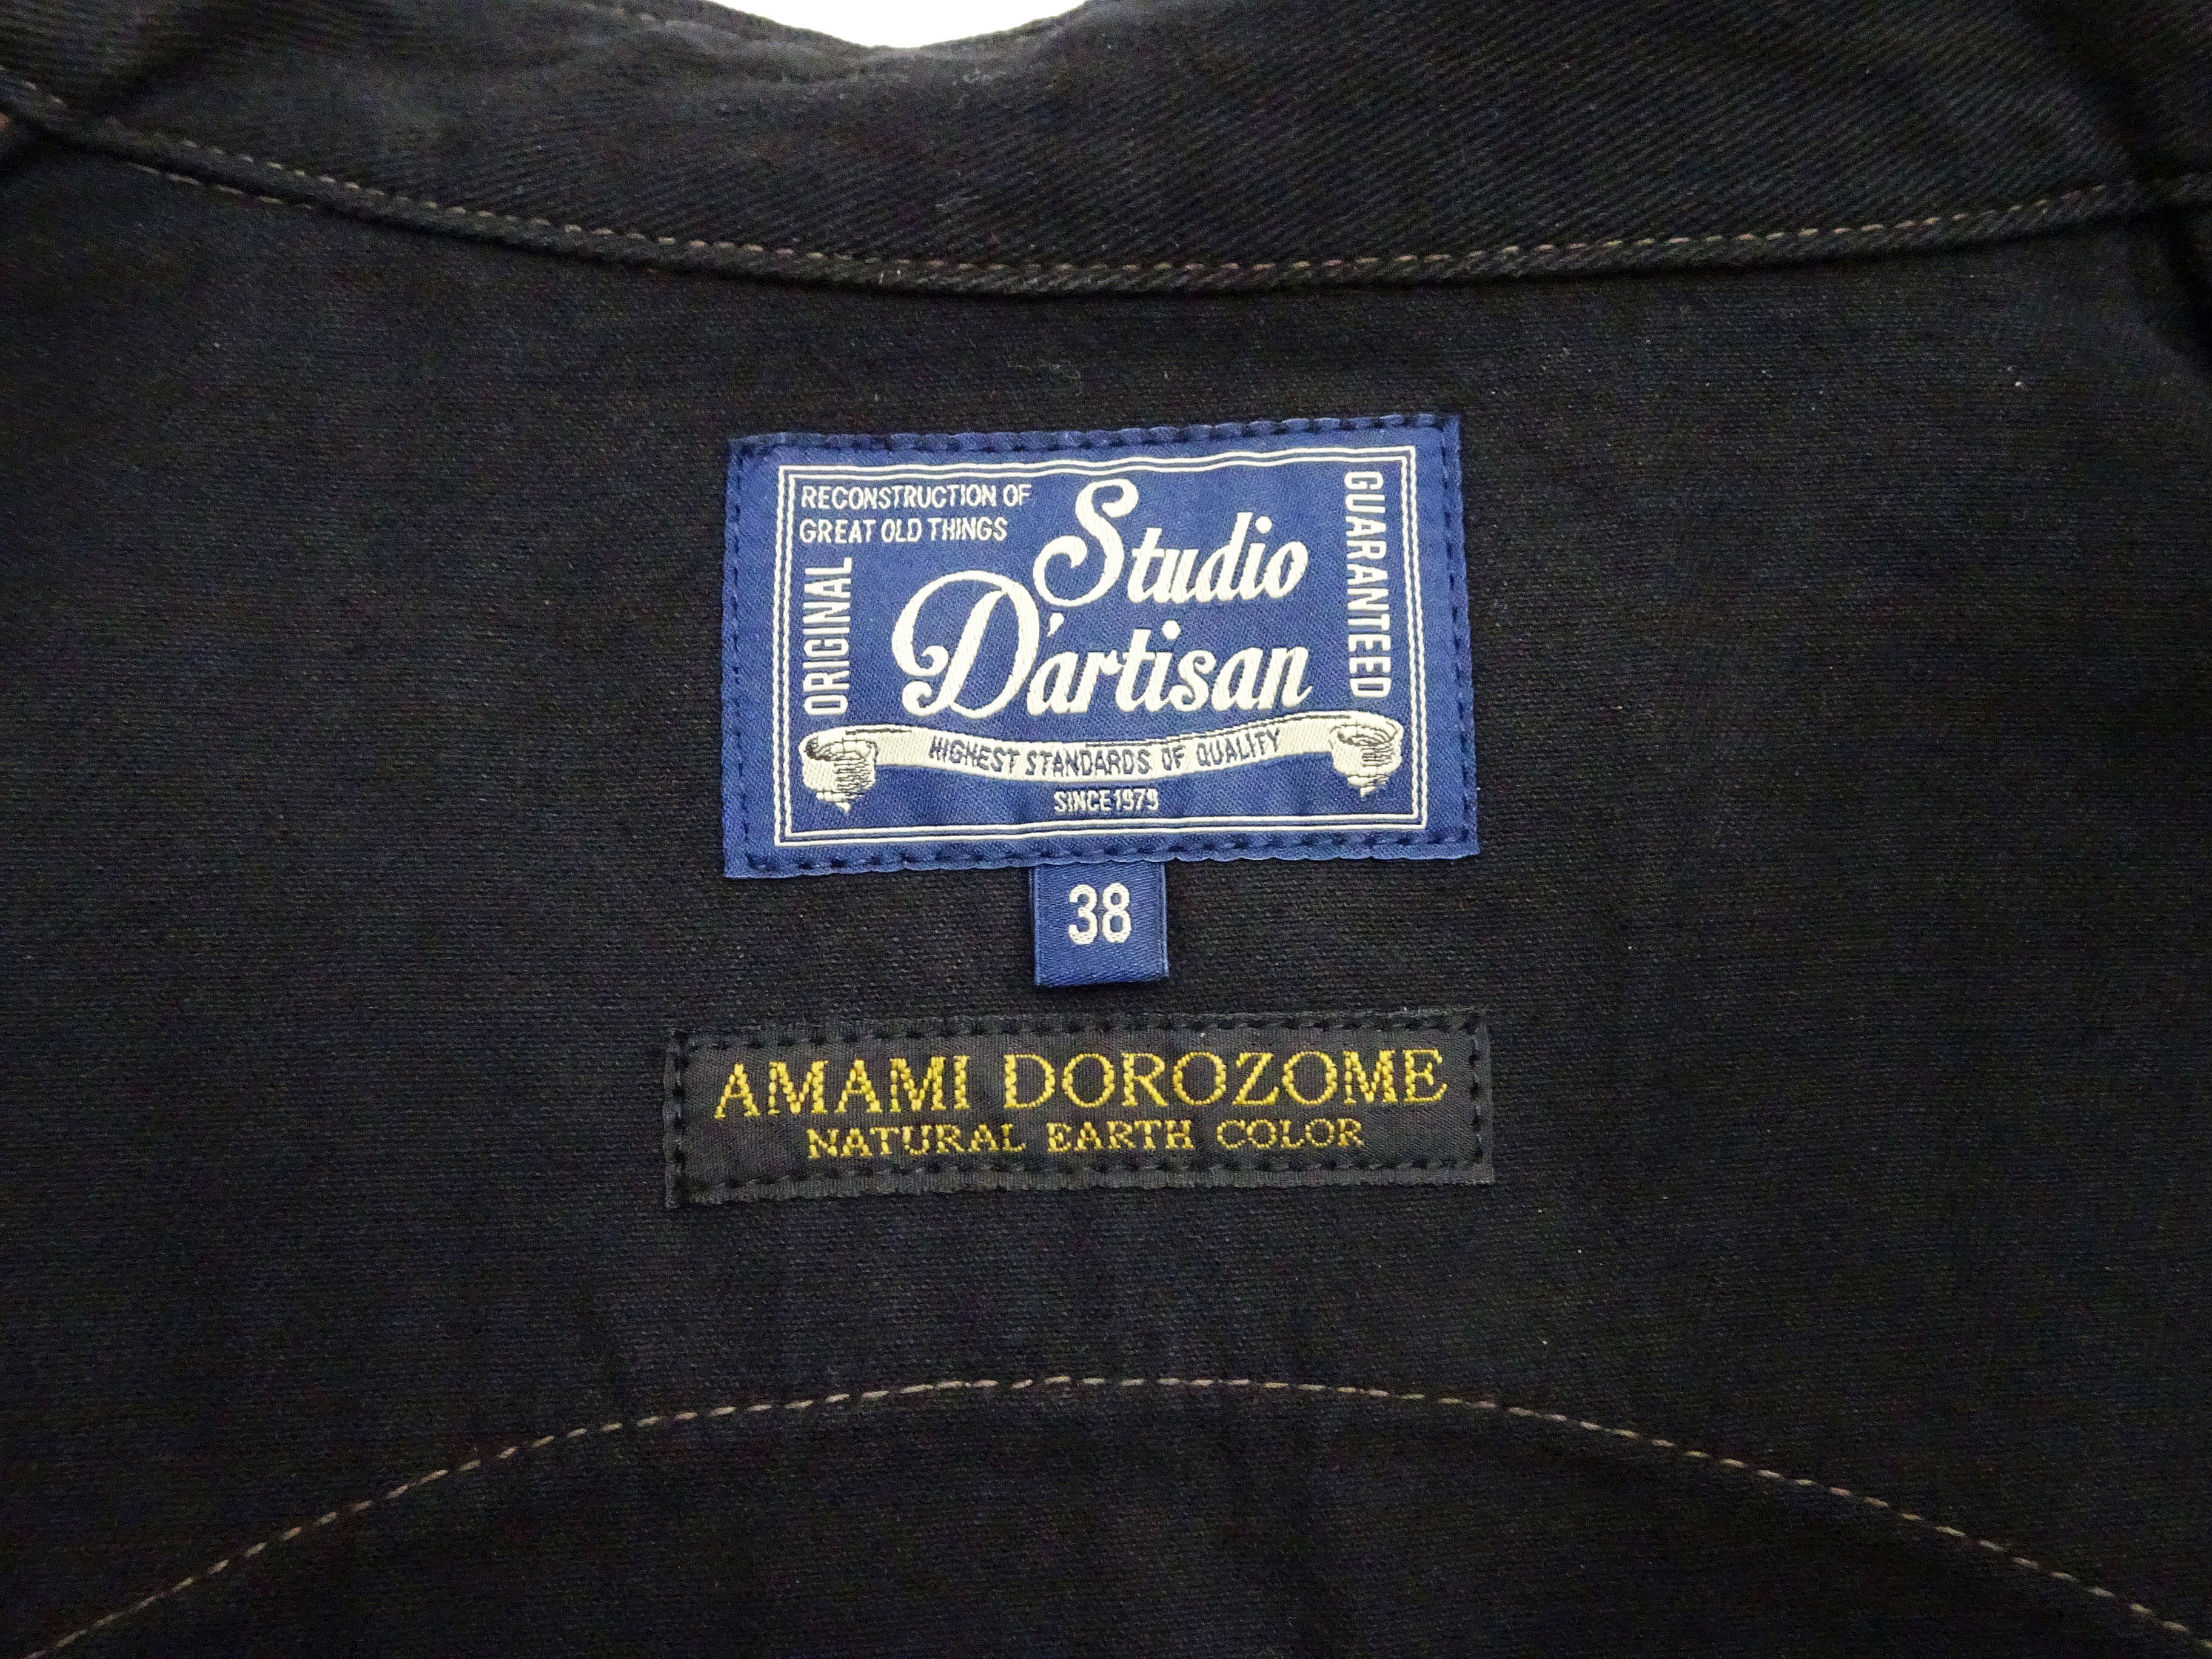 RECONSTRUCTION OF
GREAT OLD THINGS
ORIGINAL
Studio
D'artisan
GUARANTEED
HIGHEST STANDARDS OF QUALITY
SINCE 1979
38
AMAMI DOROZOME
NATURAL EARTH COLOR